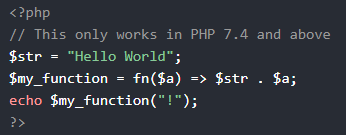 <?php
// This only works in PHP 7.4 and above
$str = "Hello World";
$my_function = fn($a) => $str . $a;
echo $my_function("!");
?>